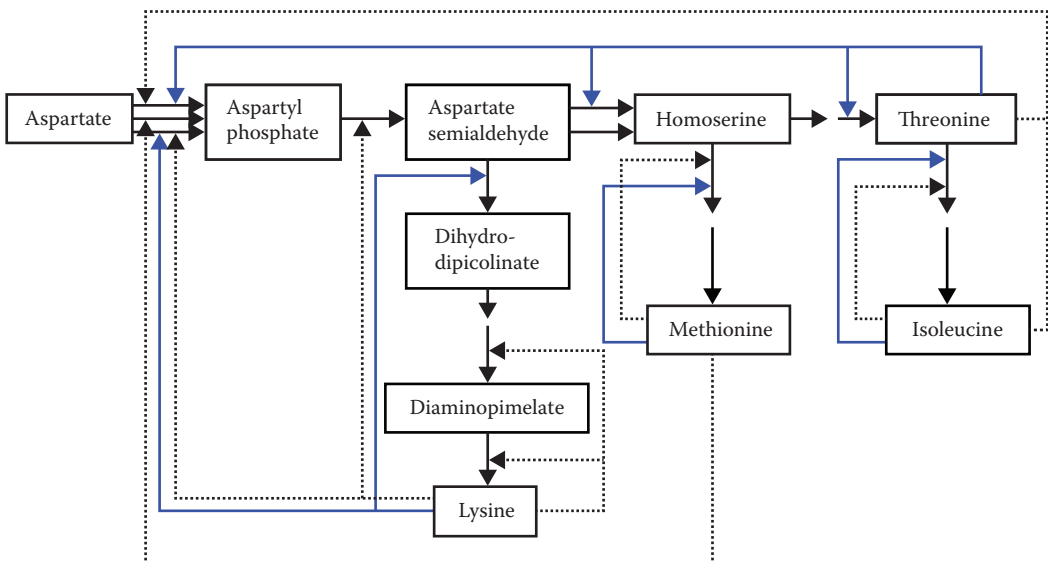 Aspartate
Aspartyl
phosphate
Aspartate
semialdehyde
Homoserine
Threonine
Dihydro-
dipicolinate
Methionine
Isoleucine
Diaminopimelate
Lysine